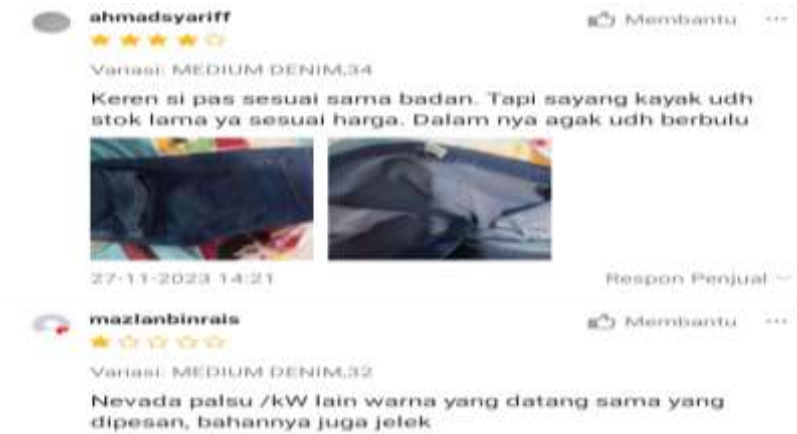 ahmadsyariff
Membantu
Variasi: MEDIUM DENIM,34
Keren si pas sesuai sama badan. Tapi sayang kayak udh
stok lama ya sesuai harga. Dalam nya agak udh berbulu
27-11-2023 14:21
Respon Penjual
mazlanbinrais
Membantu
Variasi: MEDIUM DENIM,32
Nevada palsu /kW lain warna yang datang sama yang
dipesan, bahannya juga jelek